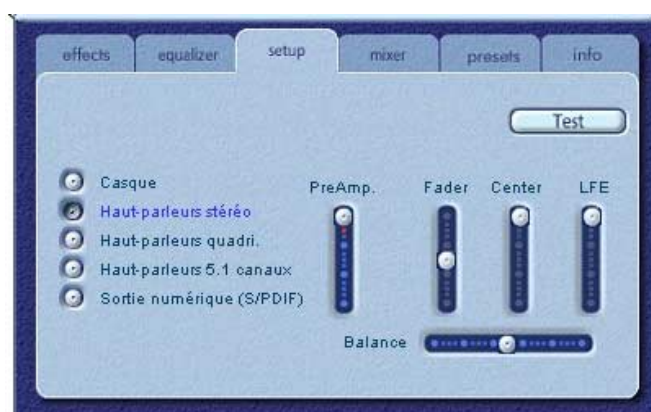 effects equalizer setup mixer presets info
Test
Casque
Haut-parleurs stéréo
Haut-parleurs quadri.
Haut-parleurs 5.1 canaux
Sortie numérique (S/PDIF)
PreAmp. Fader Center LFE
Balance